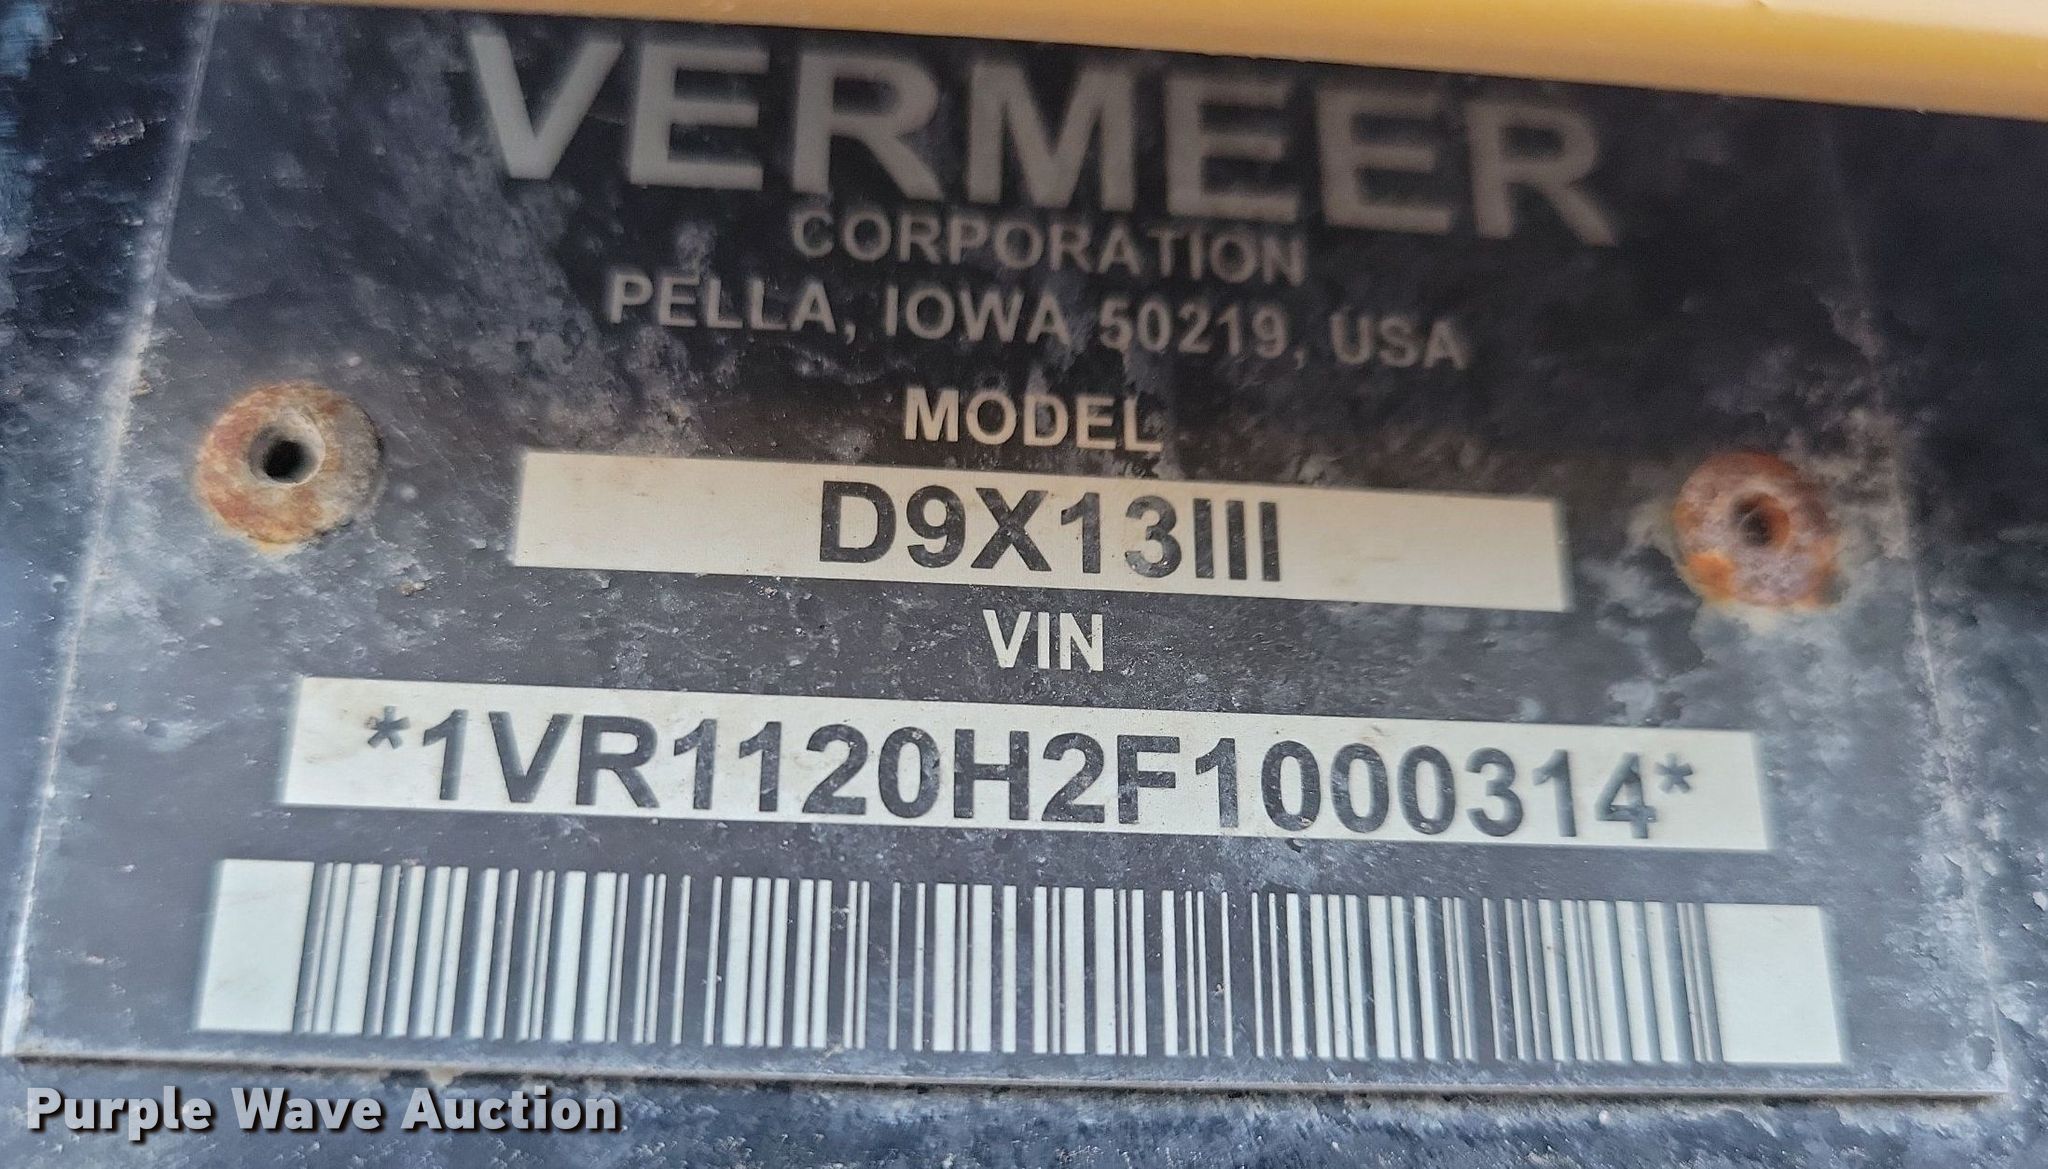 VERMEER
CORPORATION
PELLA, IOWA 50219, USA
MODEL
D9X13III
VIN
*1VR1120H2F1000314*
Purple Wave Auction